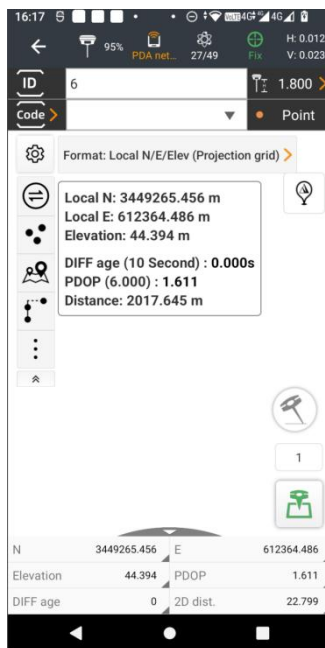 16:17
4G 4G
95%
PDA net...
27/49
Fix
H: 0.012
V: 0.023
ID
6
1.800
Code
Point
Format: Local N/E/Elev (Projection grid)
Local N: 3449265.456 m
Local E: 612364.486 m
Elevation: 44.394 m
DIFF age (10 Second) : 0.000s
PDOP (6.000) : 1.611
Distance: 2017.645 m
1
N 3449265.456 E 612364.486
Elevation 44.394 PDOP 1.611
DIFF age 0 2D dist. 22.799